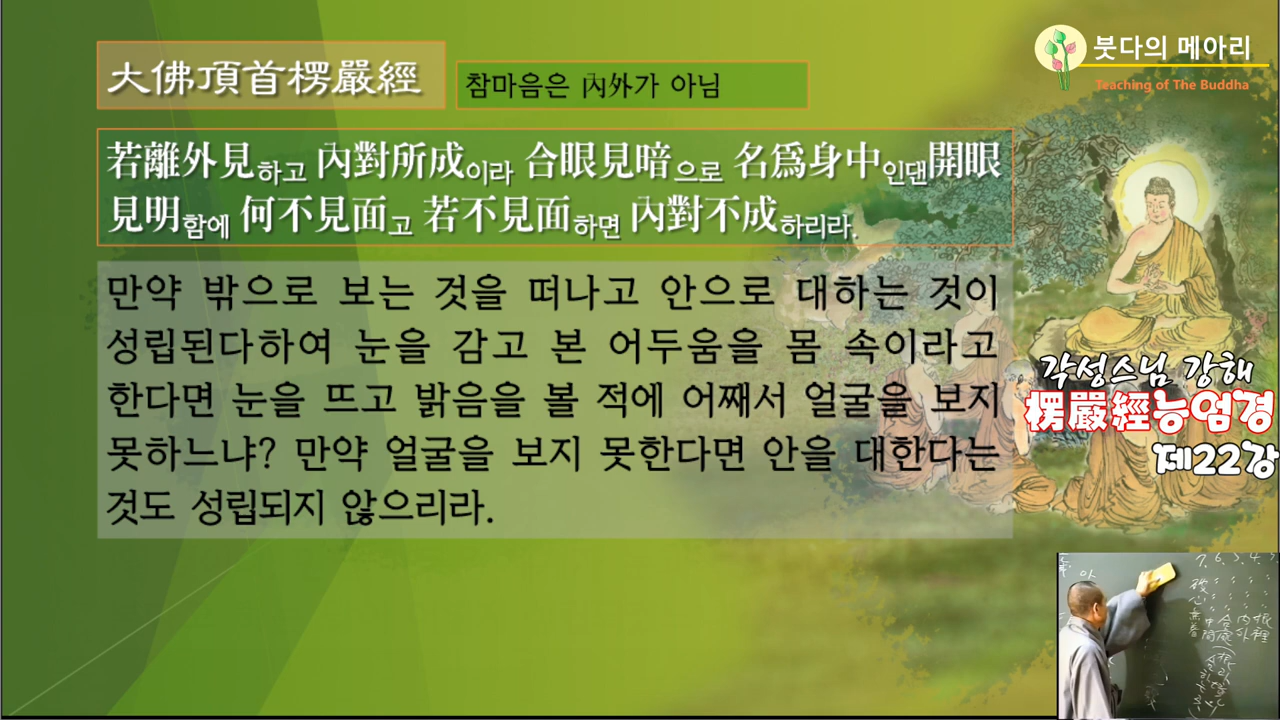 大佛頂首楞嚴經
참마음은 內外가 아님
붓다의 메아리
Teaching of The Buddha
若離外見하고 內對所成이라 合眼見暗으로 名爲身中인댄開眼
見明함에 何不見面고 若不見面하면 內對不成하리라.
만약 밖으로 보는 것을 떠나고 안으로 대하는 것이
성립된다하여 눈을 감고 본 어두움을 몸 속이라고
한다면 눈을 뜨고 밝음을 볼 적에 어째서 얼굴을 보지
못하느냐? 만약 얼굴을 보지 못한다면 안을 대한다는
것도 성립되지 않으리라.
각성스님 강해
楞嚴經능엄경
제22강